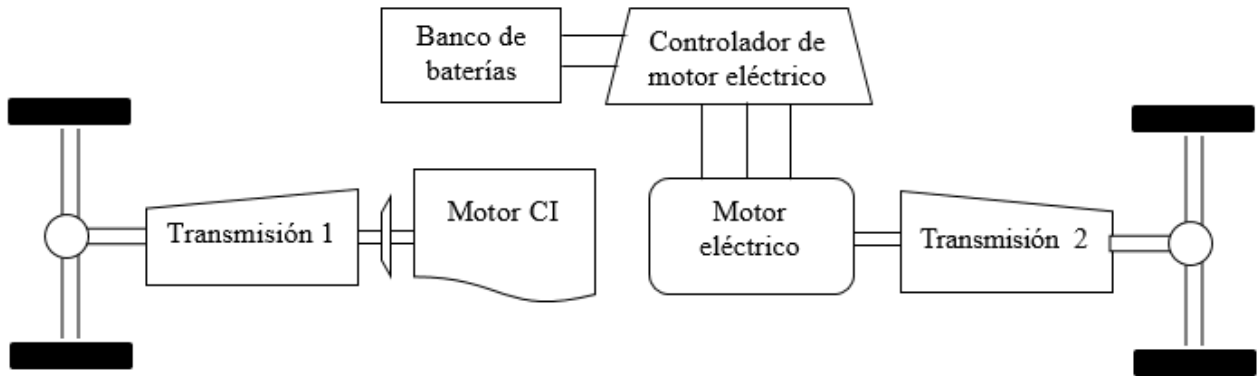 Banco de
baterías
Controlador de
motor eléctrico
Transmisión 1
Motor CI
Motor
eléctrico
Transmisión 2